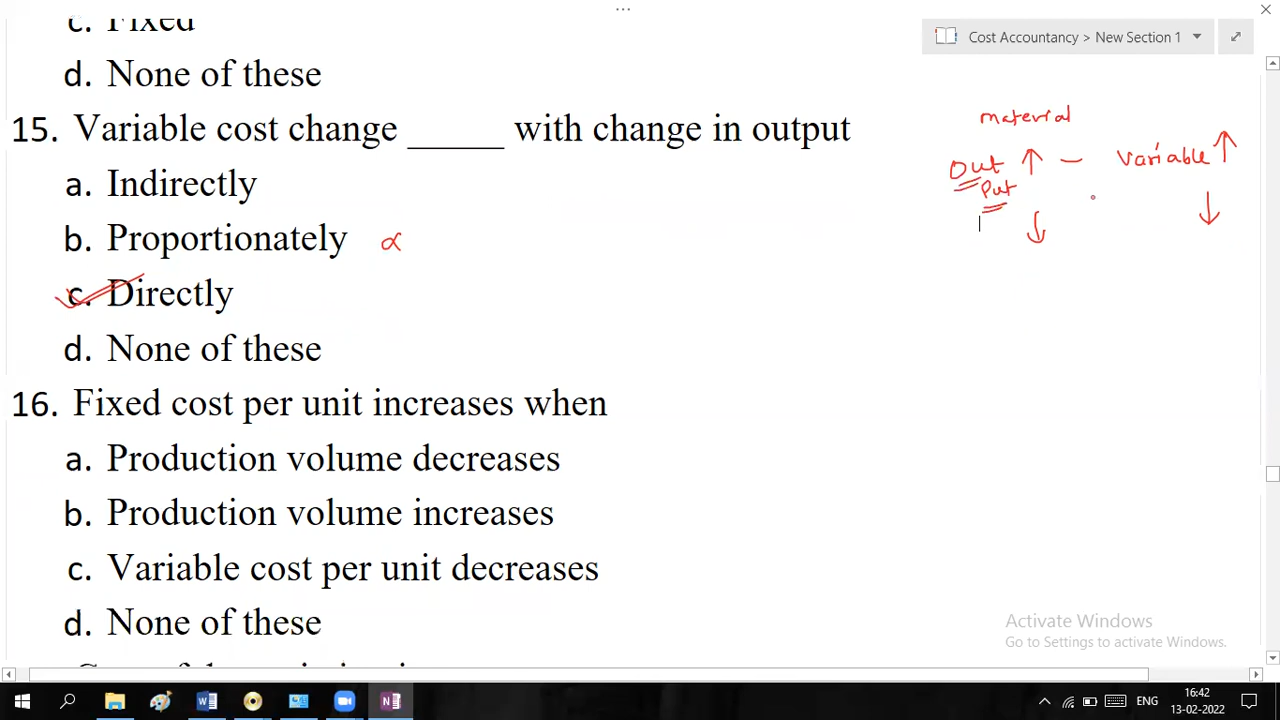 ...
c. Fixed
Cost Accountancy > New Section 1
d. None of these
15. Variable cost change _____ with change in output
a. Indirectly
b. Proportionately ∝
c. Directly
d. None of these
material
Out ↑ — Variable ↑
Put
↓ ↓
16. Fixed cost per unit increases when
a. Production volume decreases
b. Production volume increases
c. Variable cost per unit decreases
d. None of these
Activate Windows
Go to Settings to activate Windows.
ENG
16:42
13-02-2022